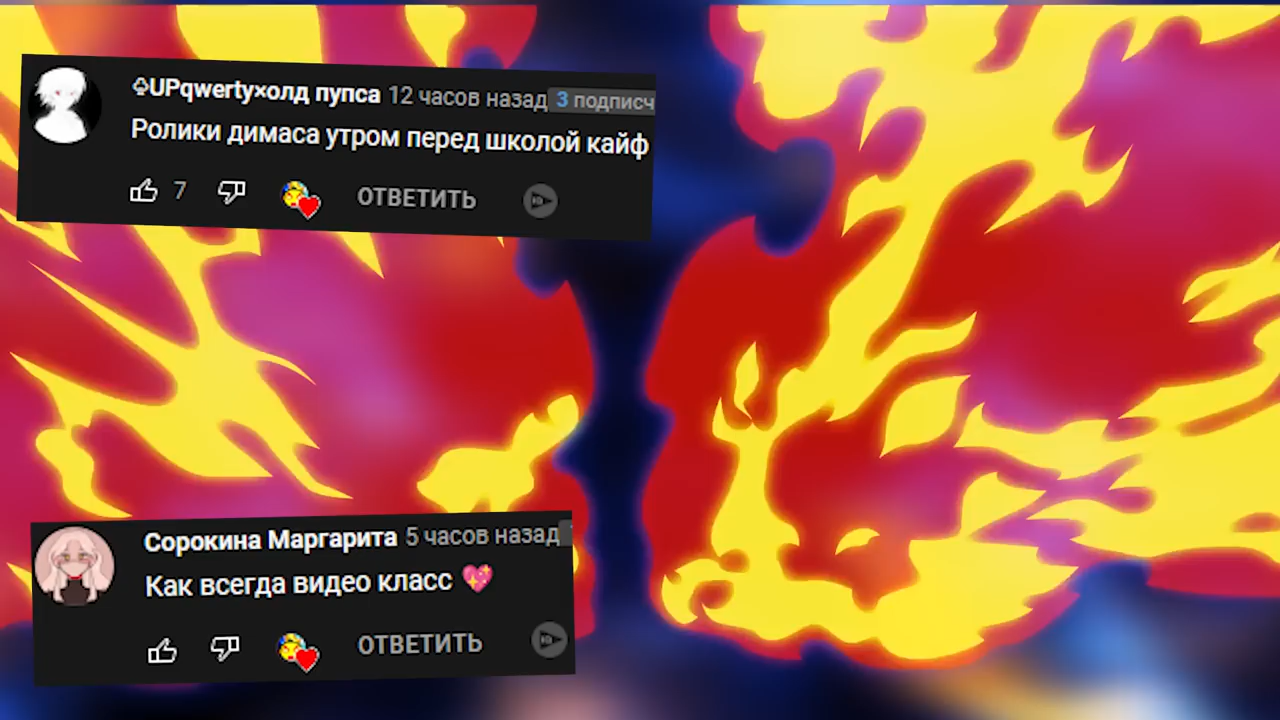 ♧UPqwerty×олд пупса 12 часов назад 3 подписч
Ролики димаса утром перед школой кайф
7 ОТВЕТИТЬ
Сорокина Маргарита 5 часов назад
Как всегда видео класс 💖
ОТВЕТИТЬ